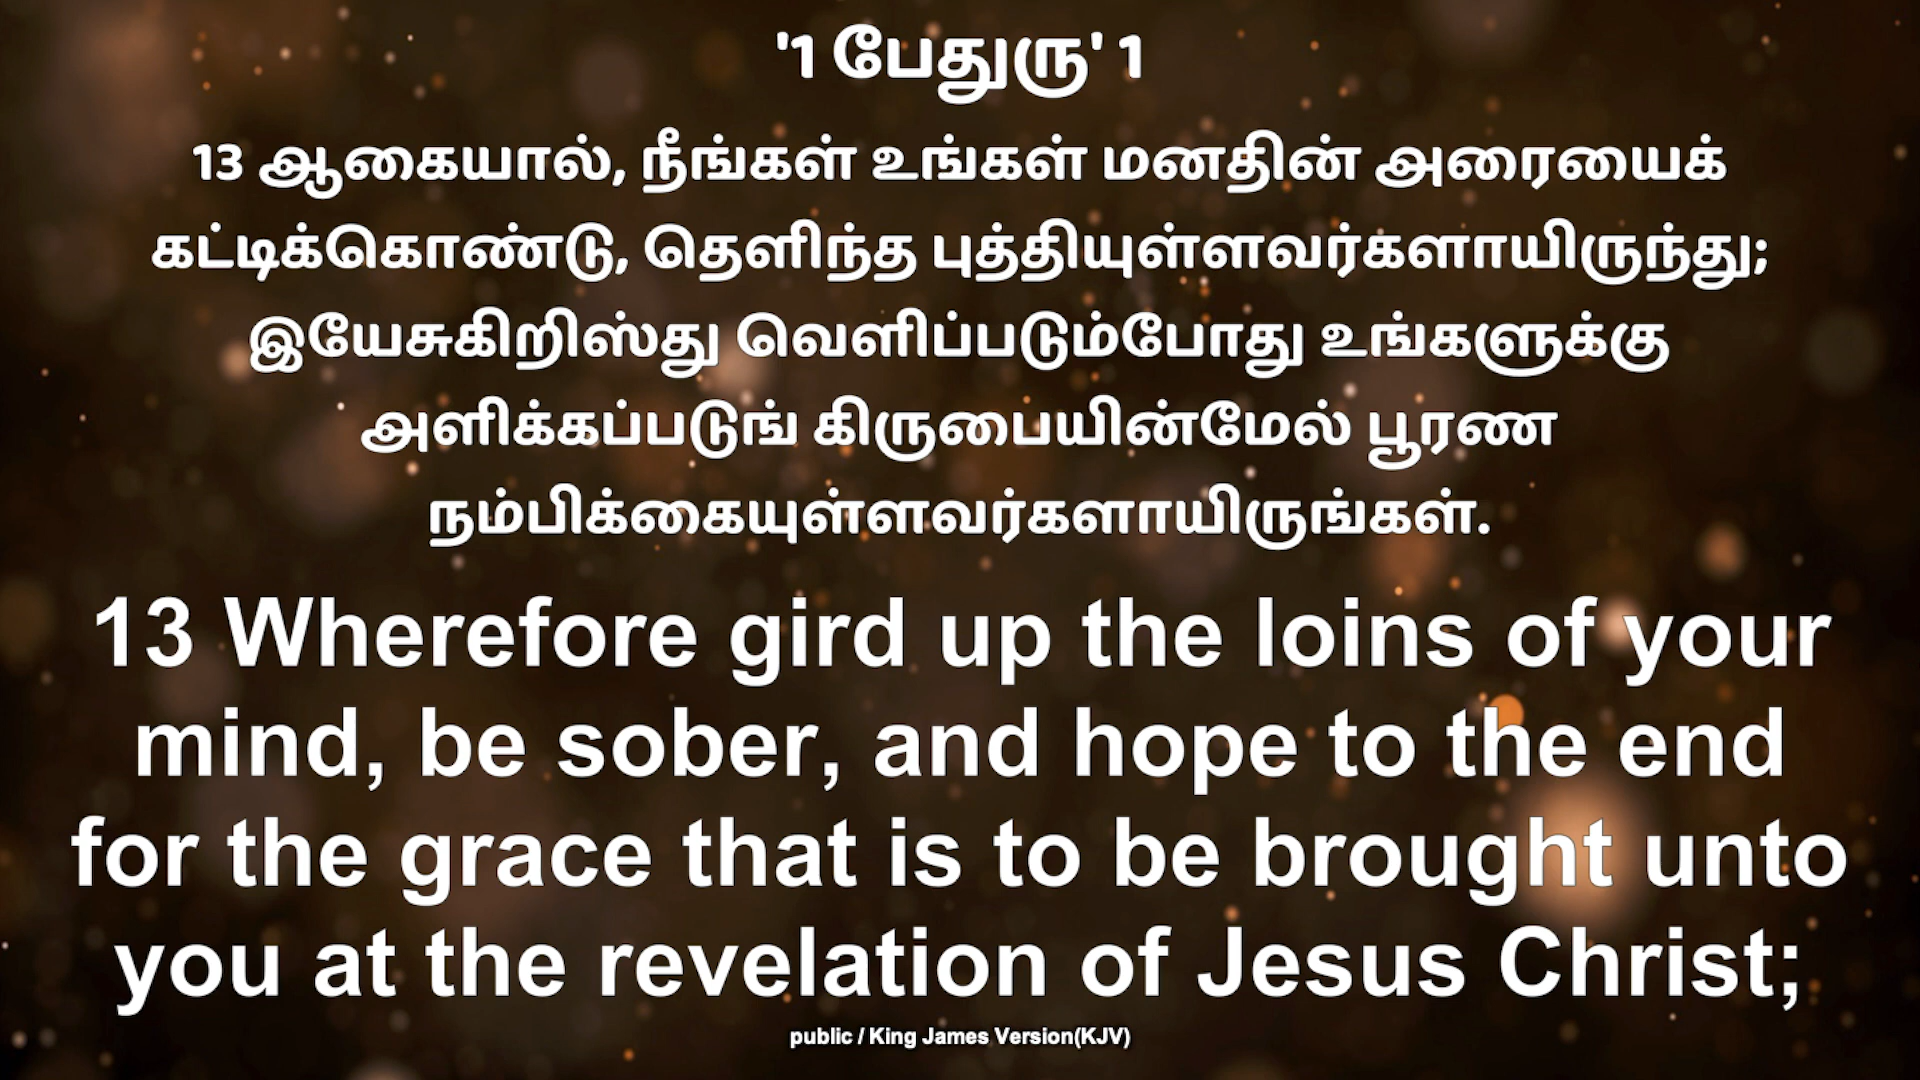 '1 பேதுரு' 1
13 ஆகையால், நீங்கள் உங்கள் மனதின் அரையைக்
கட்டிக்கொண்டு, தெளிந்த புத்தியுள்ளவர்களாயிருந்து;
இயேசுகிறிஸ்து வெளிப்படும்போது உங்களுக்கு
அளிக்கப்படுங் கிருபையின்மேல் பூரண
நம்பிக்கையுள்ளவர்களாயிருங்கள்.
13 Wherefore gird up the loins of your
mind, be sober, and hope to the end
for the grace that is to be brought unto
you at the revelation of Jesus Christ;
public / King James Version(KJV)